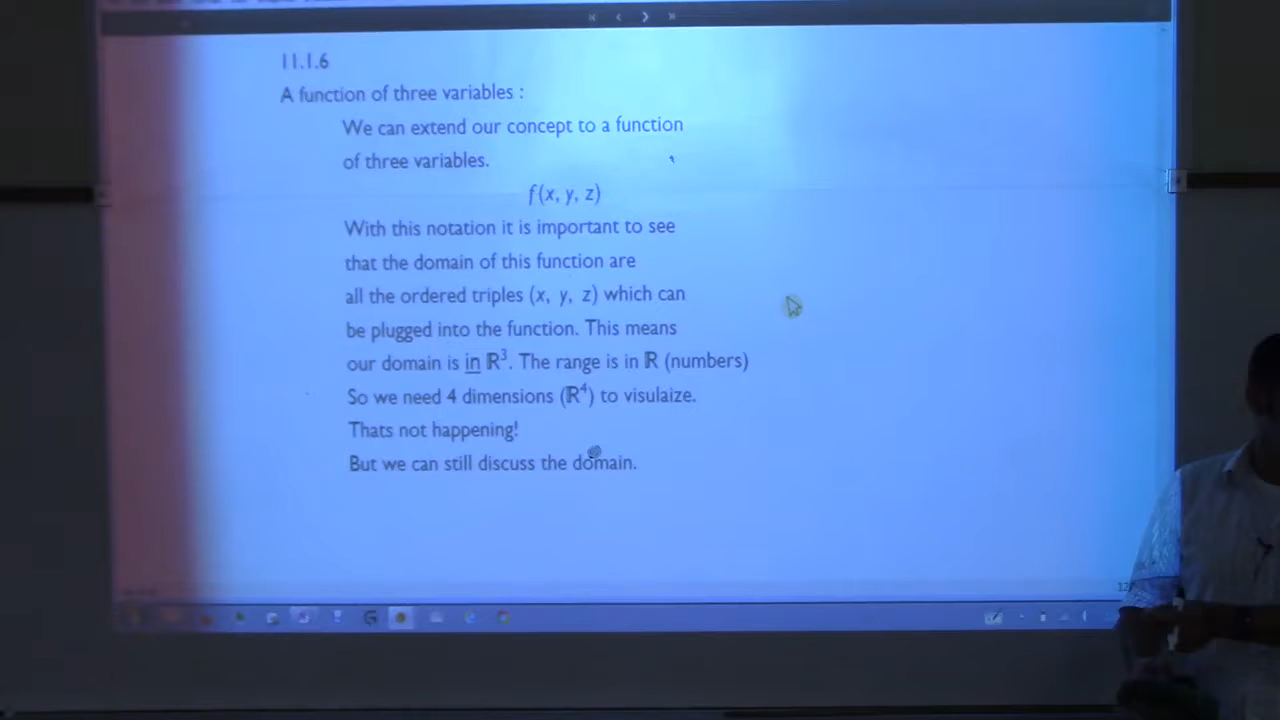 11.1.6
A function of three variables :
We can extend our concept to a function
of three variables.
f(x, y, z)
With this notation it is important to see
that the domain of this function are
all the ordered triples (x, y, z) which can
be plugged into the function. This means
our domain is in ℝ³. The range is in ℝ (numbers)
So we need 4 dimensions (ℝ⁴) to visulaize.
Thats not happening!
But we can still discuss the domain.